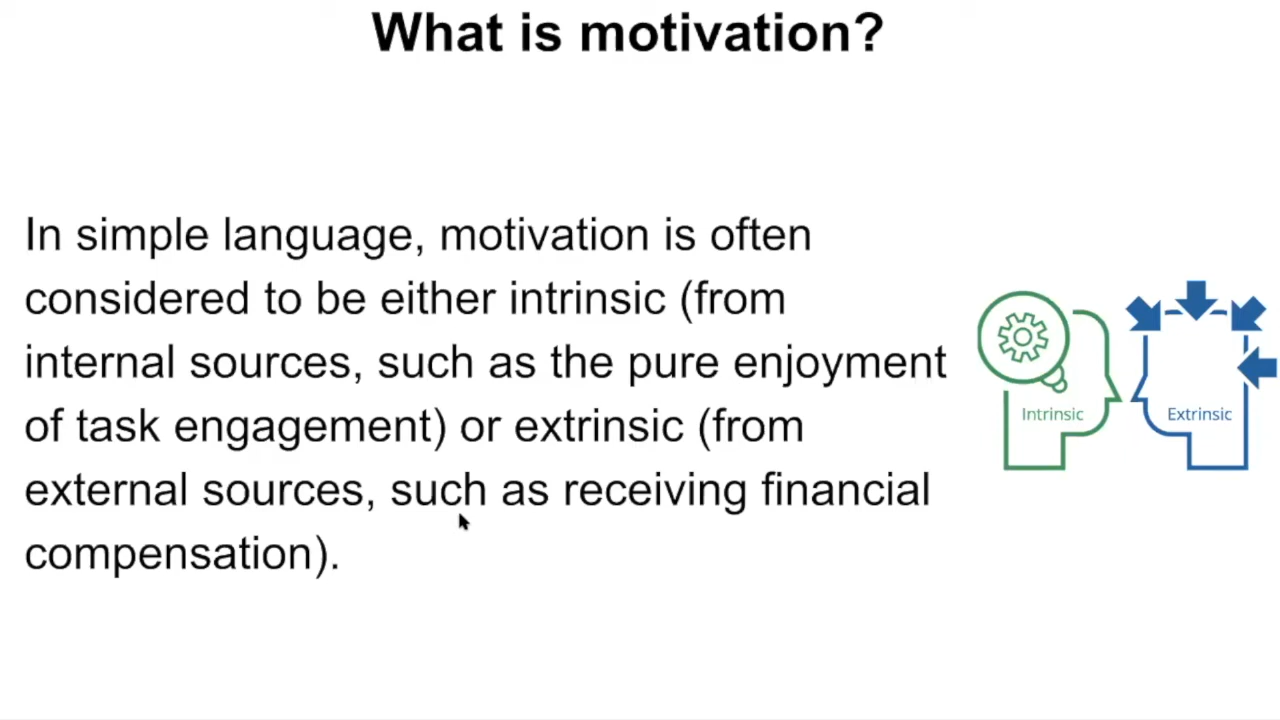 What is motivation?
In simple language, motivation is often
considered to be either intrinsic (from
internal sources, such as the pure enjoyment
of task engagement) or extrinsic (from
external sources, such as receiving financial
compensation).
Intrinsic
Extrinsic